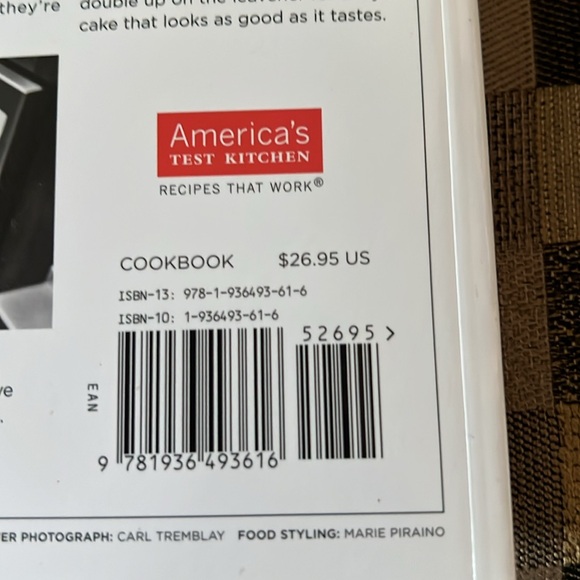 they're
cake that looks as good as it tastes.
America's
TEST KITCHEN
RECIPES THAT WORK®
COOKBOOK $26.95 US
ISBN-13: 978-1-936493-61-6
ISBN-10: 1-936493-61-6
52695 >
EAN
9 781936 493616
ER PHOTOGRAPH: CARL TREMBLAY FOOD STYLING: MARIE PIRAINO